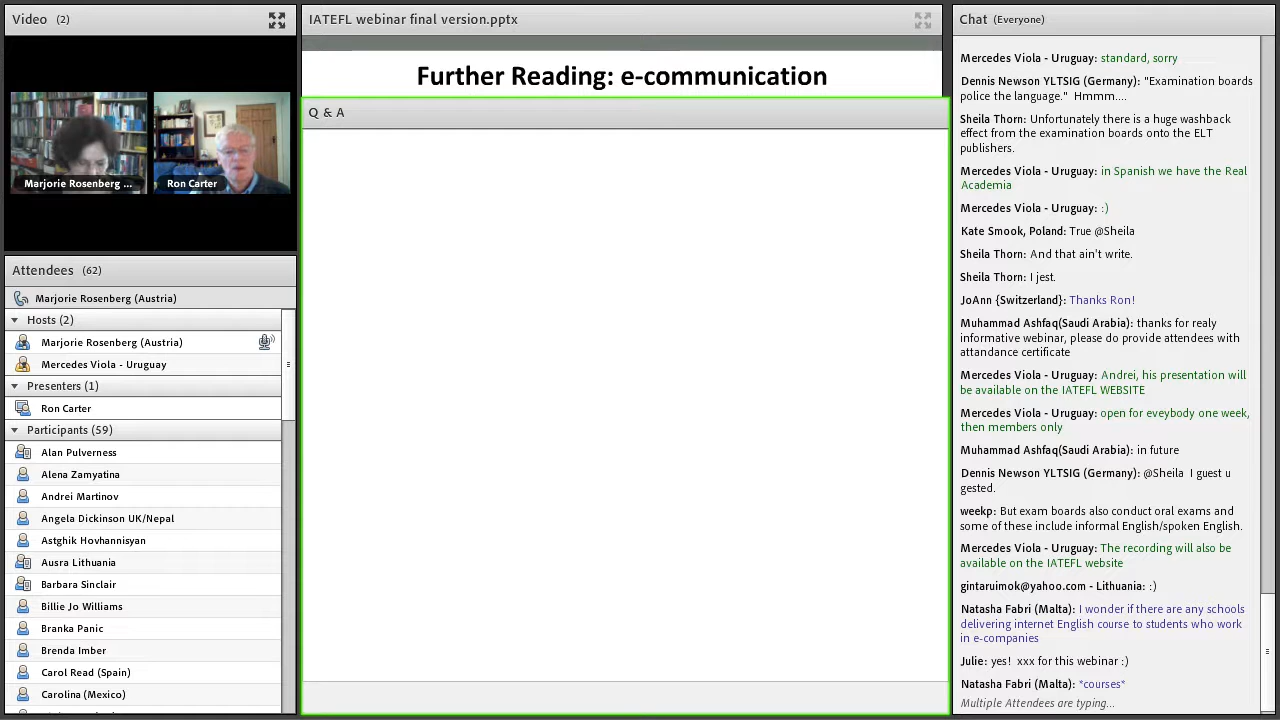 Video (2)
Marjorie Rosenberg ...
Ron Carter
Attendees (62)
Marjorie Rosenberg (Austria)
Hosts (2)
Marjorie Rosenberg (Austria)
Mercedes Viola - Uruguay
Presenters (1)
Ron Carter
Participants (59)
Alan Pulverness
Alena Zamyatina
Andrei Martinov
Angela Dickinson UK/Nepal
Astghik Hovhannisyan
Ausra Lithuania
Barbara Sinclair
Billie Jo Williams
Branka Panic
Brenda Imber
Carol Read (Spain)
Carolina (Mexico)
IATEFL webinar final version.pptx
Further Reading: e-communication
Q & A
Chat (Everyone)
Mercedes Viola - Uruguay: standard, sorry
Dennis Newson YLTSIG (Germany): "Examination boards
police the language." Hmmm....
Sheila Thorn: Unfortunately there is a huge washback
effect from the examination boards onto the ELT
publishers.
Mercedes Viola - Uruguay: in Spanish we have the Real
Academia
Mercedes Viola - Uruguay: :)
Kate Smook, Poland: True @Sheila
Sheila Thorn: And that ain't write.
Sheila Thorn: I jest.
JoAnn {Switzerland}: Thanks Ron!
Muhammad Ashfaq(Saudi Arabia): thanks for realy
informative webinar, please do provide attendees with
attandance certificate
Mercedes Viola - Uruguay: Andrei, his presentation will
be available on the IATEFL WEBSITE
Mercedes Viola - Uruguay: open for eveybody one week,
then members only
Muhammad Ashfaq(Saudi Arabia): in future
Dennis Newson YLTSIG (Germany): @Sheila I guest u
gested.
weekp: But exam boards also conduct oral exams and
some of these include informal English/spoken English.
Mercedes Viola - Uruguay: The recording will also be
available on the IATEFL website
gintaruimok@yahoo.com - Lithuania: :)
Natasha Fabri (Malta): I wonder if there are any schools
delivering internet English course to students who work
in e-companies
Julie: yes! xxx for this webinar :)
Natasha Fabri (Malta): *courses*
Multiple Attendees are typing...